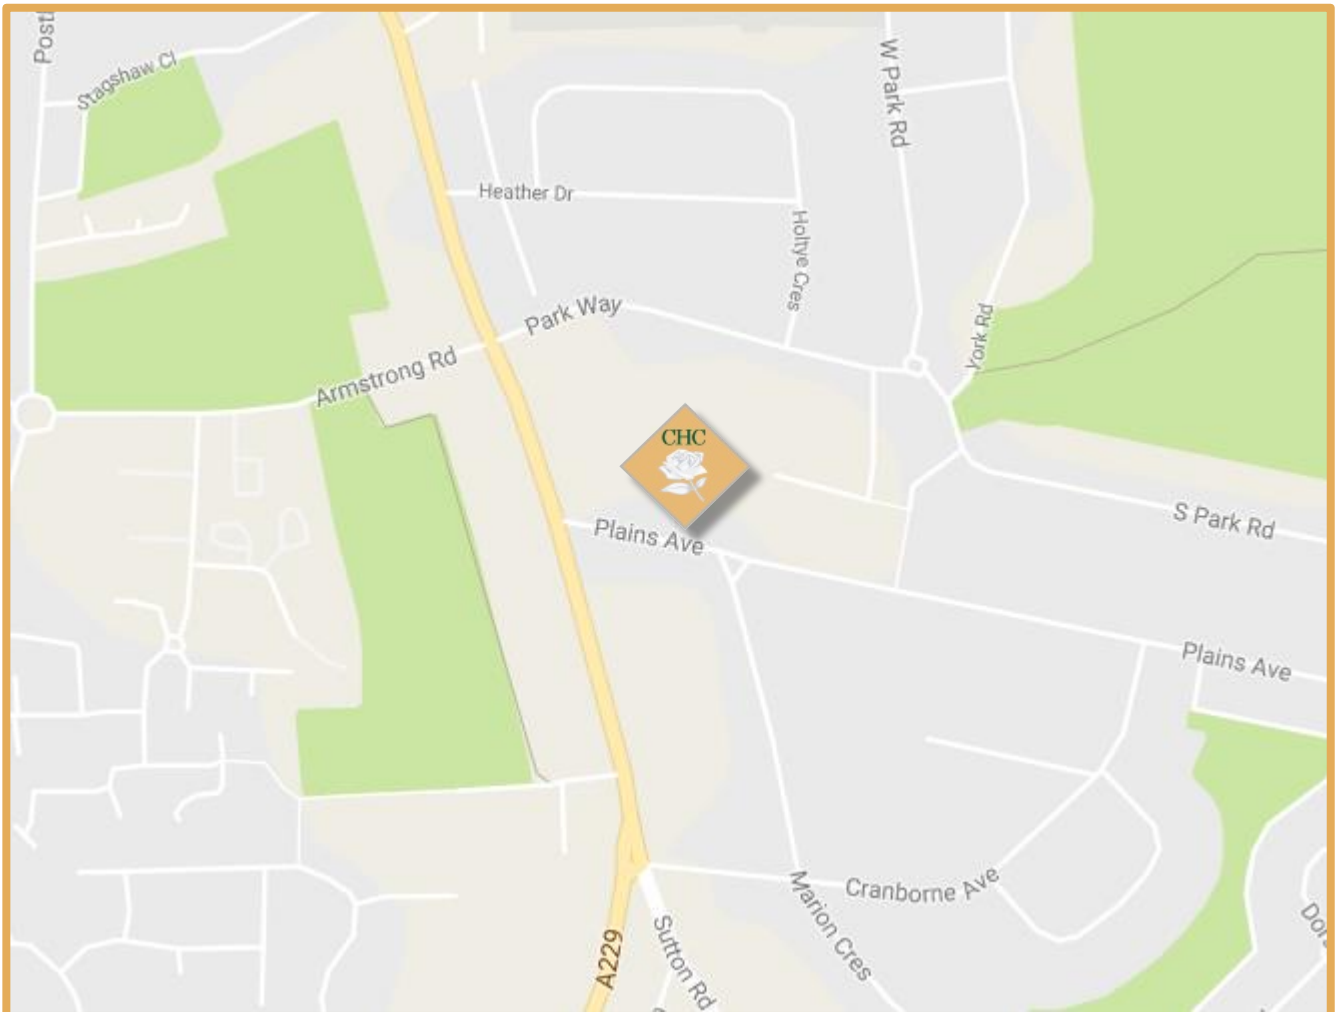 Stagshaw Cl
W Park Rd
Heather Dr
Holtye Cres
Park Way
York Rd
Armstrong Rd
CHC
Plains Ave
S Park Rd
Plains Ave
Cranborne Ave
Marion Cres
Sutton Rd
A229